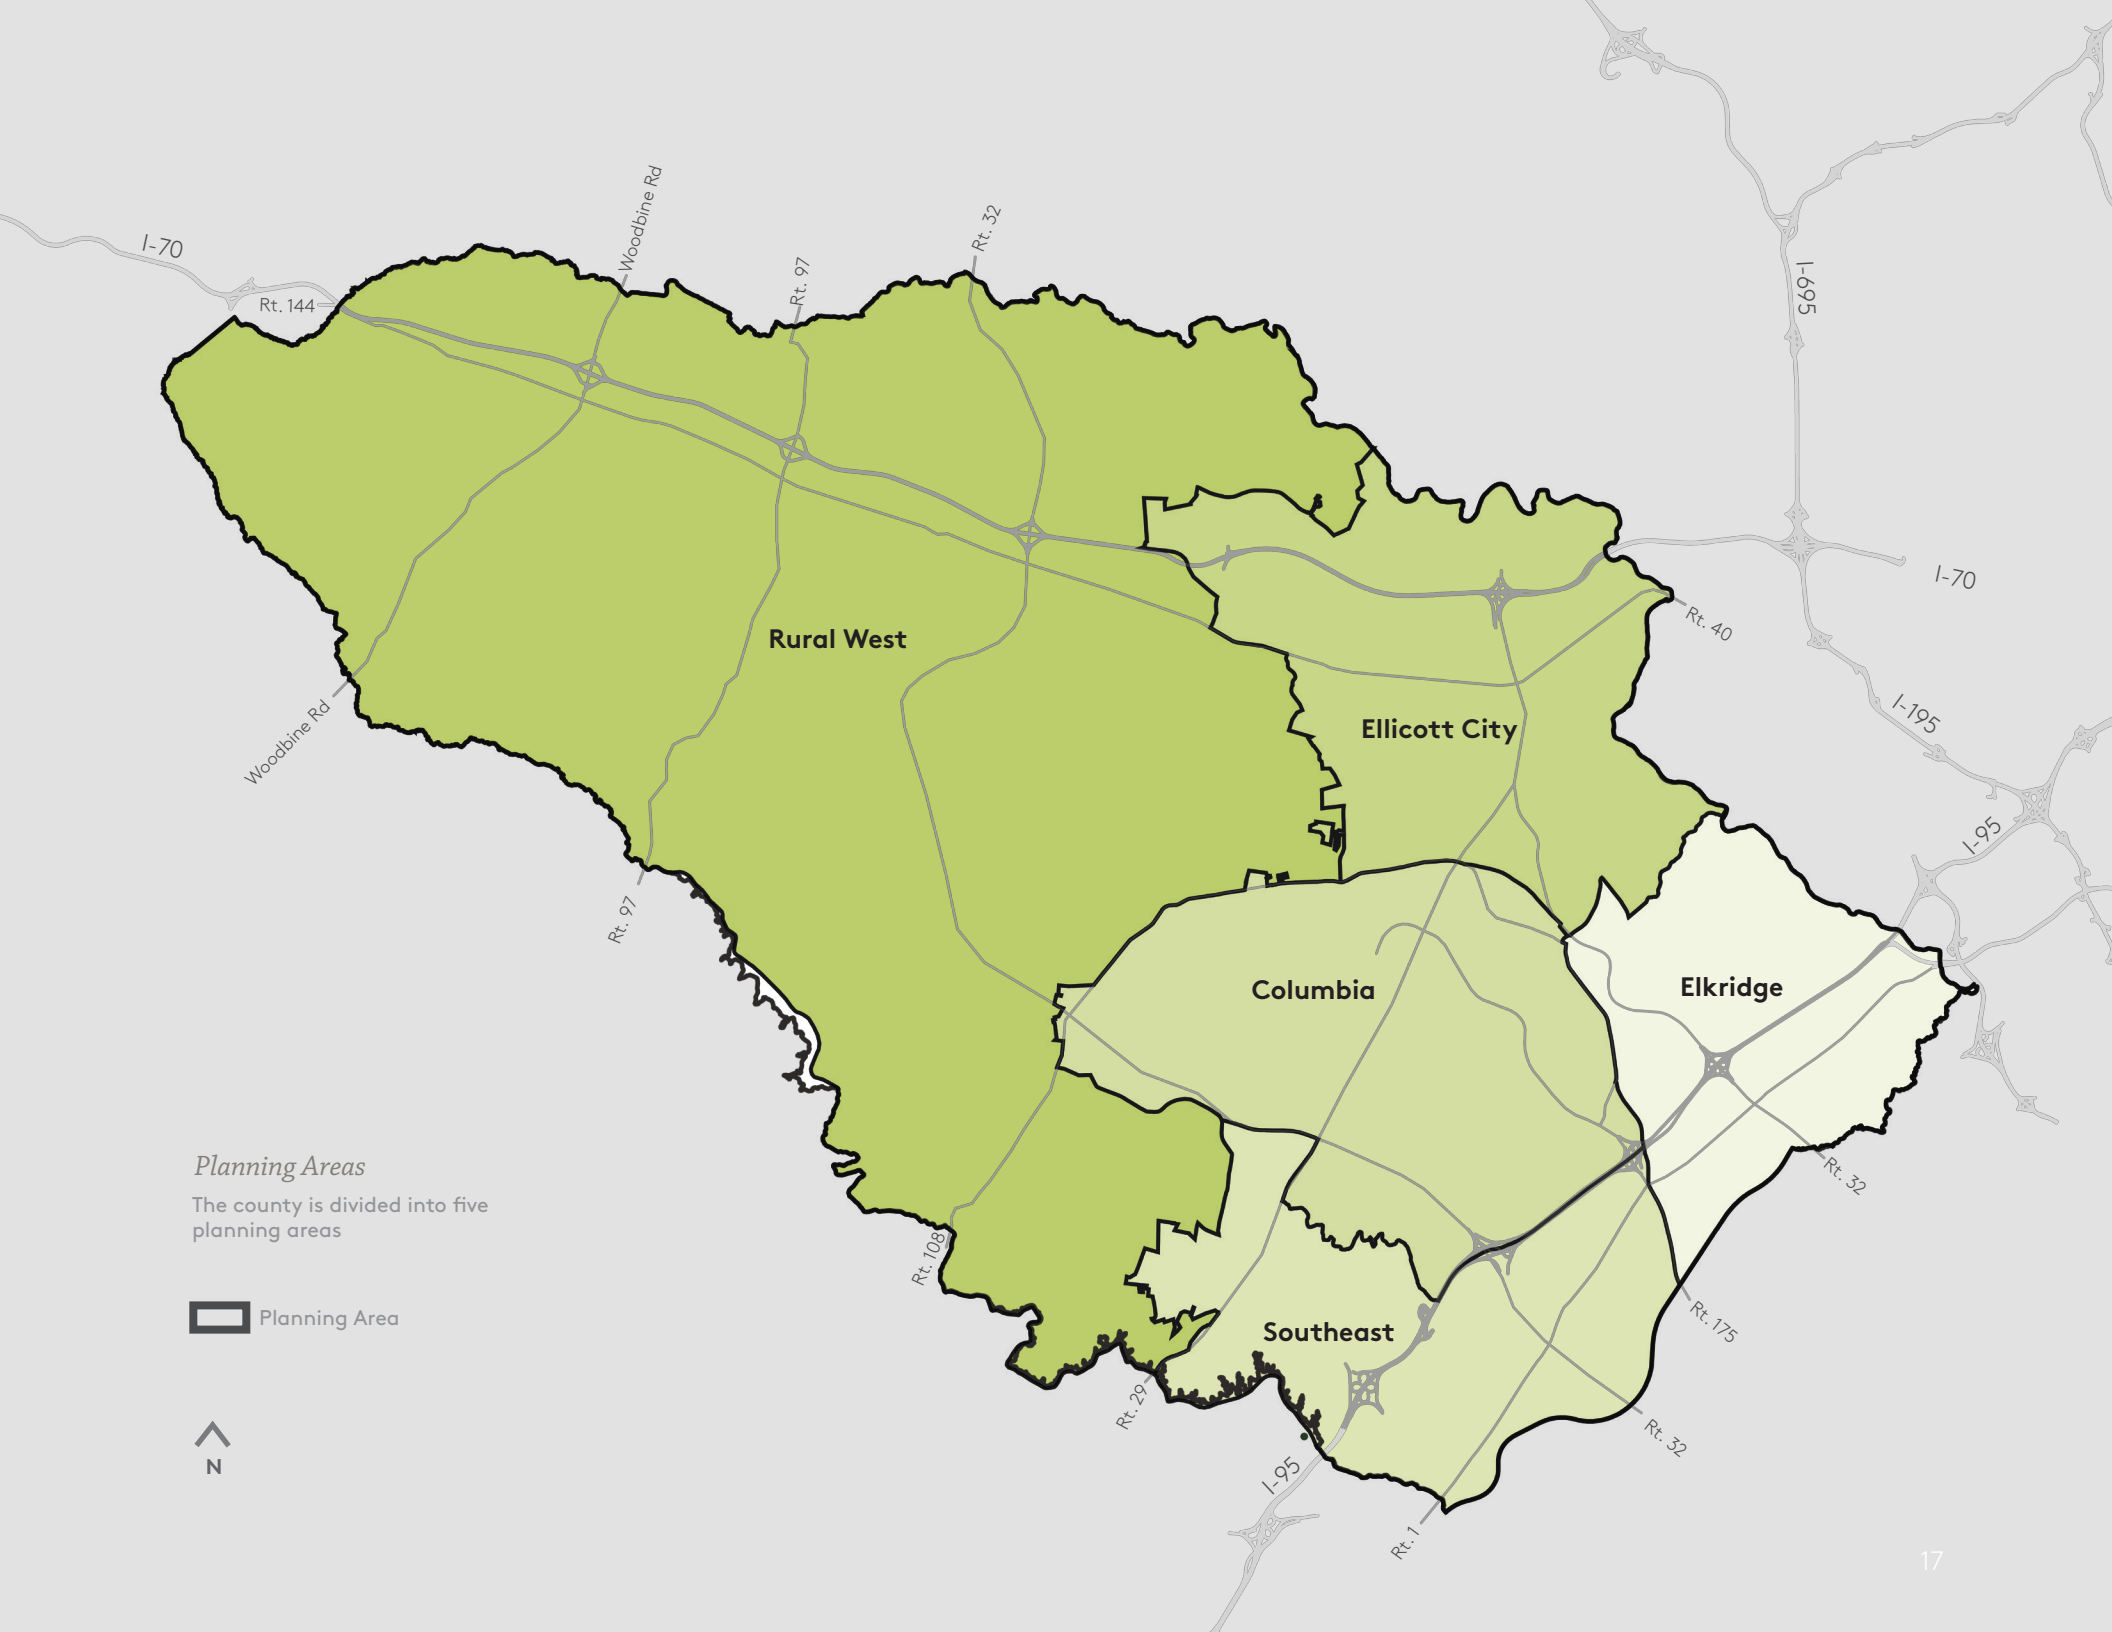 Woodbine Rd
Rt. 32
I-70
Rt. 97
Rt. 144
I-695
I-70
Rt. 40
Rural West
Ellicott City
I-195
Woodbine Rd
I-95
Rt. 97
Columbia
Elkridge
Planning Areas
The county is divided into five
planning areas
Rt. 32
Rt. 108
Planning Area
Southeast
Rt. 175
Rt. 29
Rt. 32
N
I-95
Rt. 1
17